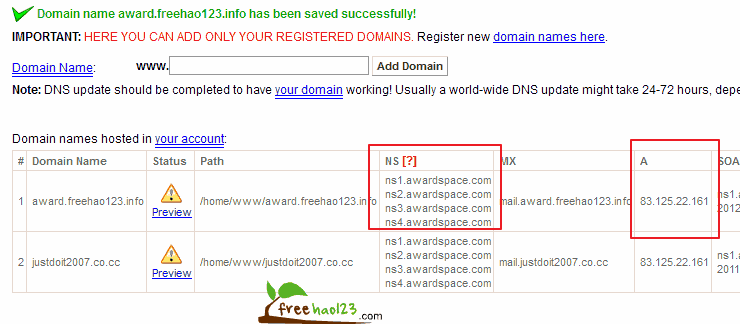 Domain name award.freehao123.info has been saved successfully!
IMPORTANT: HERE YOU CAN ADD ONLY YOUR REGISTERED DOMAINS. Register new domain names here.
Domain Name: www. Add Domain
Note: DNS update should be completed to have your domain working! Usually a world-wide DNS update might take 24-72 hours, depe
Domain names hosted in your account:
# Domain Name Status Path NS [?] MX A SOA
1 award.freehao123.info Preview /home/www/award.freehao123.info
ns1.awardspace.com
ns2.awardspace.com
ns3.awardspace.com
ns4.awardspace.com
mail.award.freehao123.info 83.125.22.161
ns1.
2012
2 justdoit2007.co.cc Preview /home/www/justdoit2007.co.cc
ns1.awardspace.com
ns2.awardspace.com
ns3.awardspace.com
ns4.awardspace.com
mail.justdoit2007.co.cc 83.125.22.161
ns1.
2011
freehao123.com